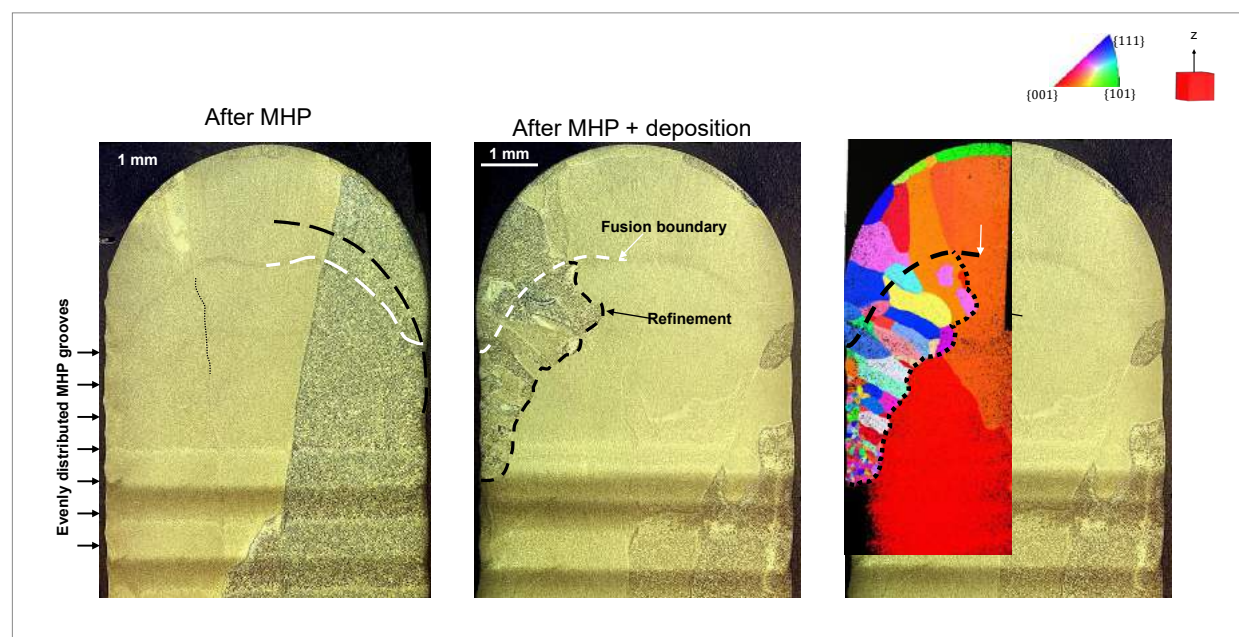 z
{111}
{001}
{101}
After MHP
After MHP + deposition
1 mm
1 mm
Fusion boundary
Refinement
Evenly distributed MHP grooves